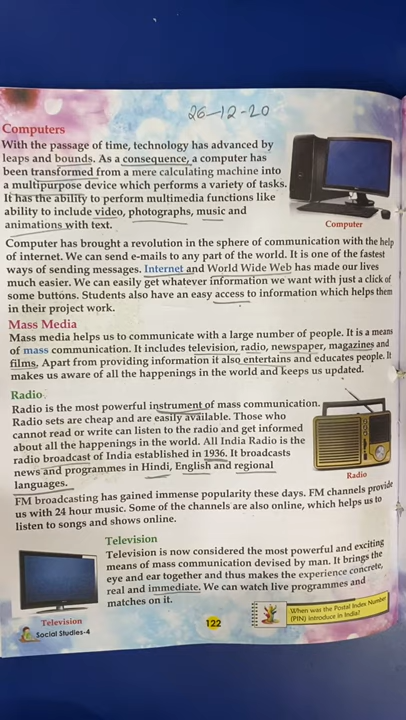 26-12-20
Computers
With the passage of time, technology has advanced by
leaps and bounds. As a consequence, a computer has
been transformed from a mere calculating machine into
a multipurpose device which performs a variety of tasks.
It has the ability to perform multimedia functions like
ability to include video, photographs, music and
animations with text.
Computer
Computer has brought a revolution in the sphere of communication with the help
of internet. We can send e-mails to any part of the world. It is one of the fastest
ways of sending messages. Internet and World Wide Web has made our lives
much easier. We can easily get whatever information we want with just a click of
some buttons. Students also have an easy access to information which helps them
in their project work.
Mass Media
Mass media helps us to communicate with a large number of people. It is a means
of mass communication. It includes television, radio, newspaper, magazines and
films. Apart from providing information it also entertains and educates people. It
makes us aware of all the happenings in the world and keeps us updated.
Radio
Radio is the most powerful instrument of mass communication.
Radio sets are cheap and are easily available. Those who
cannot read or write can listen to the radio and get informed
about all the happenings in the world. All India Radio is the
radio broadcast of India established in 1936. It broadcasts
news and programmes in Hindi, English and regional
languages.
Radio
FM broadcasting has gained immense popularity these days. FM channels provide
us with 24 hour music. Some of the channels are also online, which helps us to
listen to songs and shows online.
Television
Television is now considered the most powerful and exciting
means of mass communication devised by man. It brings the
eye and ear together and thus makes the experience concrete,
real and immediate. We can watch live programmes and
matches on it.
Television
Social Studies-4
122
When was the Postal Index Number
(PIN) Introduce in India?